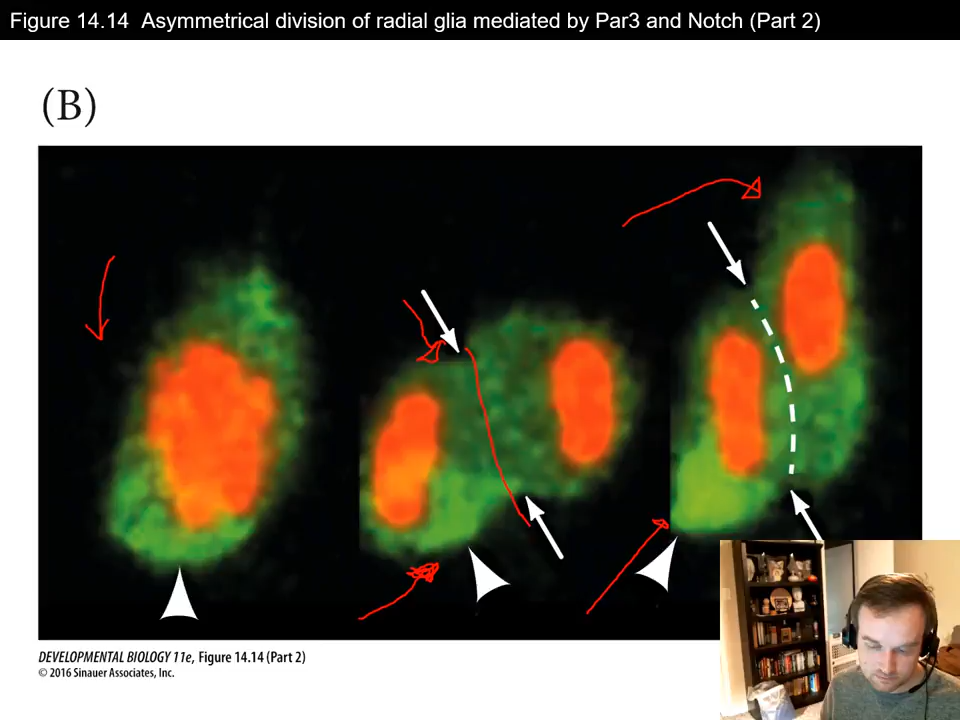 Figure 14.14 Asymmetrical division of radial glia mediated by Par3 and Notch (Part 2)
(B)
DEVELOPMENTAL BIOLOGY 11e, Figure 14.14 (Part 2)
© 2016 Sinauer Associates, Inc.